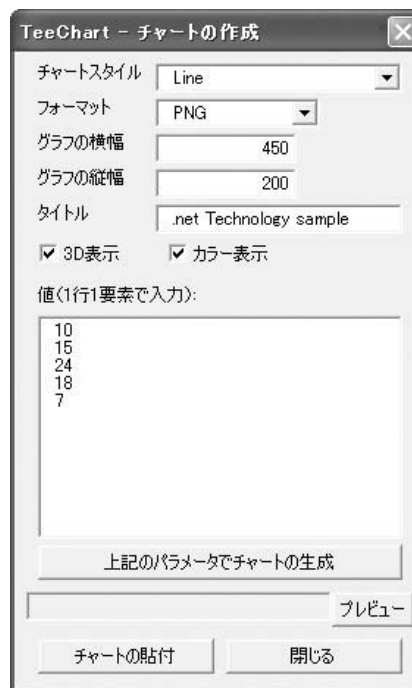 TeeChart - チャートの作成
チャートスタイル Line
フォーマット PNG
グラフの横幅 450
グラフの縦幅 200
タイトル .net Technology sample
3D表示 カラー表示
値(1行1要素で入力):
10
15
24
18
7
上記のパラメータでチャートの生成
プレビュー
チャートの貼付 閉じる